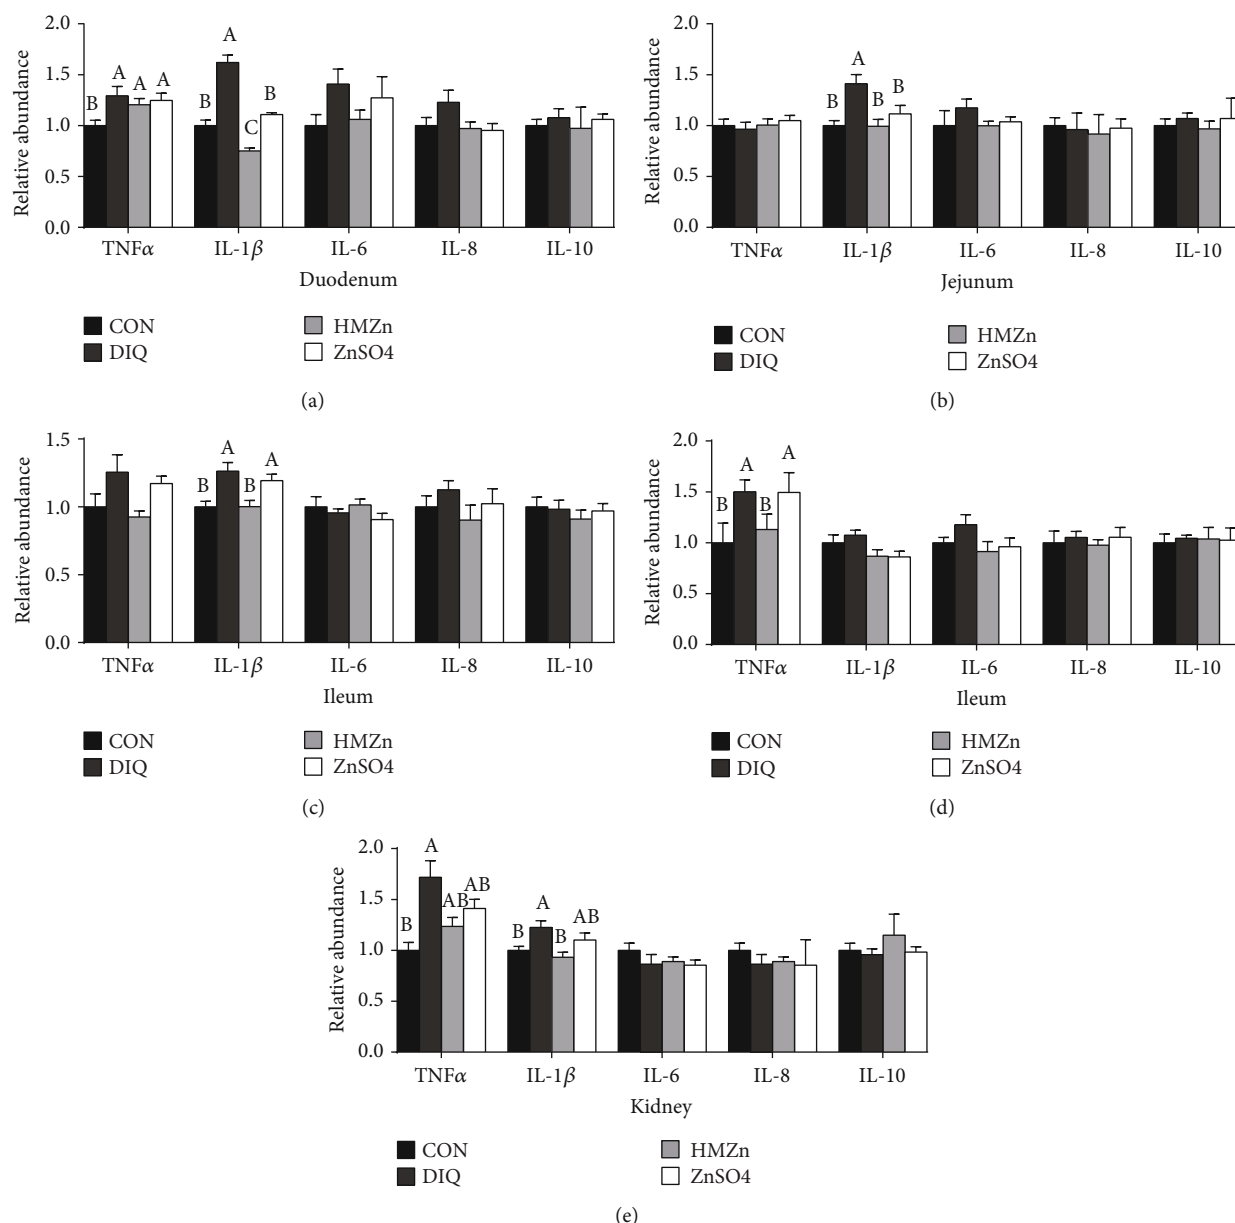 2.0
1.5
1.0
0.5
0.0
Relative abundance
B A A A
B A C B
TNFα IL-1β IL-6 IL-8 IL-10
Duodenum
CON HMZn
DIQ ZnSO4
(a)
2.0
1.5
1.0
0.5
0.0
Relative abundance
B A B B
TNFα IL-1β IL-6 IL-8 IL-10
Jejunum
CON HMZn
DIQ ZnSO4
(b)
1.5
1.0
0.5
0.0
Relative abundance
B A B A
TNFα IL-1β IL-6 IL-8 IL-10
Ileum
CON HMZn
DIQ ZnSO4
(c)
2.0
1.5
1.0
0.5
0.0
Relative abundance
B A B A
TNFα IL-1β IL-6 IL-8 IL-10
Ileum
CON HMZn
DIQ ZnSO4
(d)
2.0
1.5
1.0
0.5
0.0
Relative abundance
B A AB AB
B A B AB
TNFα IL-1β IL-6 IL-8 IL-10
Kidney
CON HMZn
DIQ ZnSO4
(e)